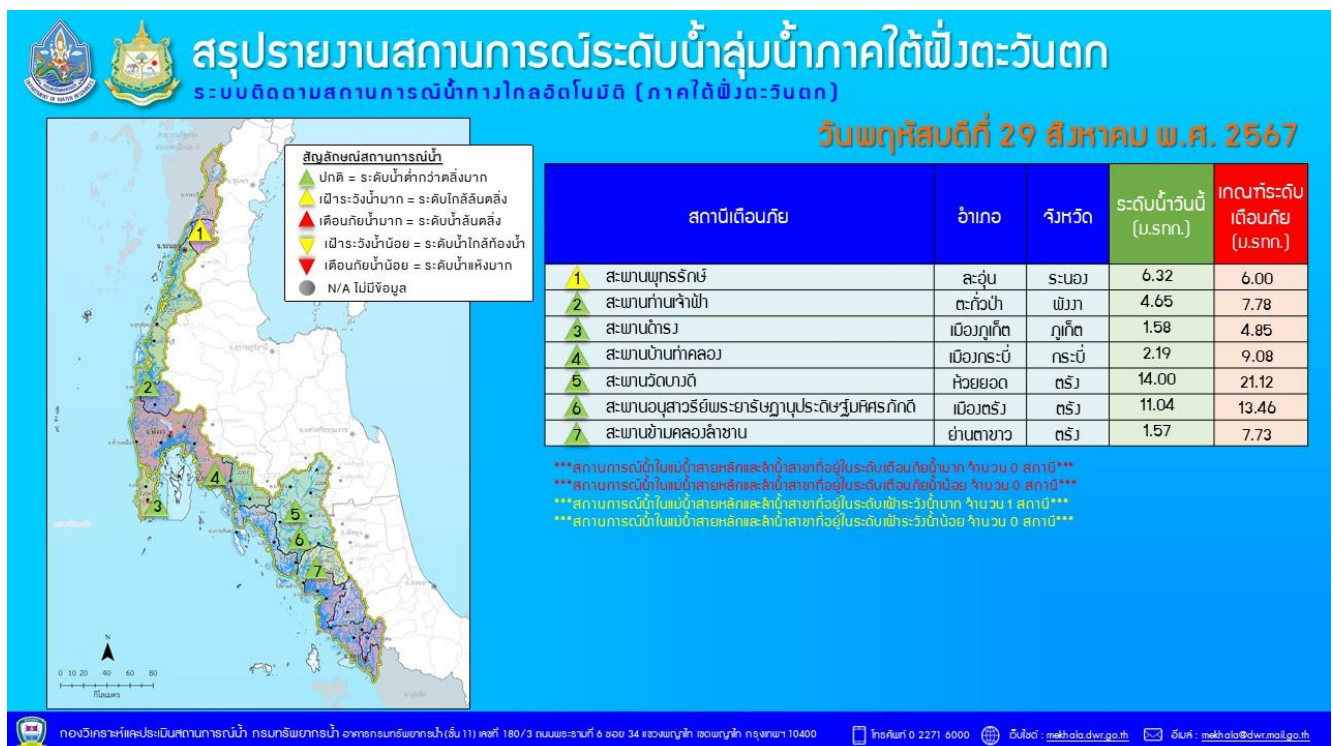 สรุปรายงานสถานการณ์ระดับน้ำลุ่มน้ำภาคใต้ฝั่งตะวันตก
ระบบติดตามสถานการณ์น้ำทางไกลอัตโนมัติ (ภาคใต้ฝั่งตะวันตก)
วันพฤหัสบดีที่ 29 สิงหาคม พ.ศ. 2567
สัญลักษณ์สถานการณ์น้ำ
ปกติ = ระดับน้ำต่ำกว่าตลิ่งมาก
เฝ้าระวังน้ำมาก = ระดับใกล้ล้นตลิ่ง
เตือนภัยน้ำมาก = ระดับน้ำล้นตลิ่ง
เฝ้าระวังน้ำน้อย = ระดับน้ำใกล้ท้องน้ำ
เตือนภัยน้ำน้อย = ระดับน้ำแห้งมาก
N/A ไม่มีข้อมูล
1
2
3
4
5
6
7
N
0 10 20 40 60 80
กิโลเมตร
สถานีเตือนภัย อำเภอ จังหวัด ระดับน้ำวันนี้ (ม.รทก.) เกณฑ์ระดับเตือนภัย (ม.รทก.)
1 สะพานพุทธรักษ์ ละอุ่น ระนอง 6.32 6.00
2 สะพานท่านเจ้าฟ้า ตะกั่วป่า พังงา 4.65 7.78
3 สะพานดำรง เมืองภูเก็ต ภูเก็ต 1.58 4.85
4 สะพานบ้านท่าคลอง เมืองกระบี่ กระบี่ 2.19 9.08
5 สะพานวัดบางดี ห้วยยอด ตรัง 14.00 21.12
6 สะพานอนุสาวรีย์พระยารัษฎานุประดิษฐ์มหิศรภักดี เมืองตรัง ตรัง 11.04 13.46
7 สะพานข้ามคลองลำชาน ย่านตาขาว ตรัง 1.57 7.73
***สถานการณ์น้ำในแม่น้ำสายหลักและลำน้ำสาขาที่อยู่ในระดับเตือนภัยน้ำมาก จำนวน 0 สถานี***
***สถานการณ์น้ำในแม่น้ำสายหลักและลำน้ำสาขาที่อยู่ในระดับเตือนภัยน้ำน้อย จำนวน 0 สถานี***
***สถานการณ์น้ำในแม่น้ำสายหลักและลำน้ำสาขาที่อยู่ในระดับเฝ้าระวังน้ำมาก จำนวน 1 สถานี***
***สถานการณ์น้ำในแม่น้ำสายหลักและลำน้ำสาขาที่อยู่ในระดับเฝ้าระวังน้ำน้อย จำนวน 0 สถานี***
กองวิเคราะห์และประเมินสถานการณ์น้ำ กรมทรัพยากรน้ำ อาคารกรมทรัพยากรน้ำ (ชั้น 11) เลขที่ 180/3 ถนนพระรามที่ 6 ซอย 34 แขวงพญาไท เขตพญาไท กรุงเทพฯ 10400 โทรศัพท์ 0 2271 6000 เว็บไซต์ : mekhala.dwr.go.th อีเมล์ : mekhala@dwr.mail.go.th